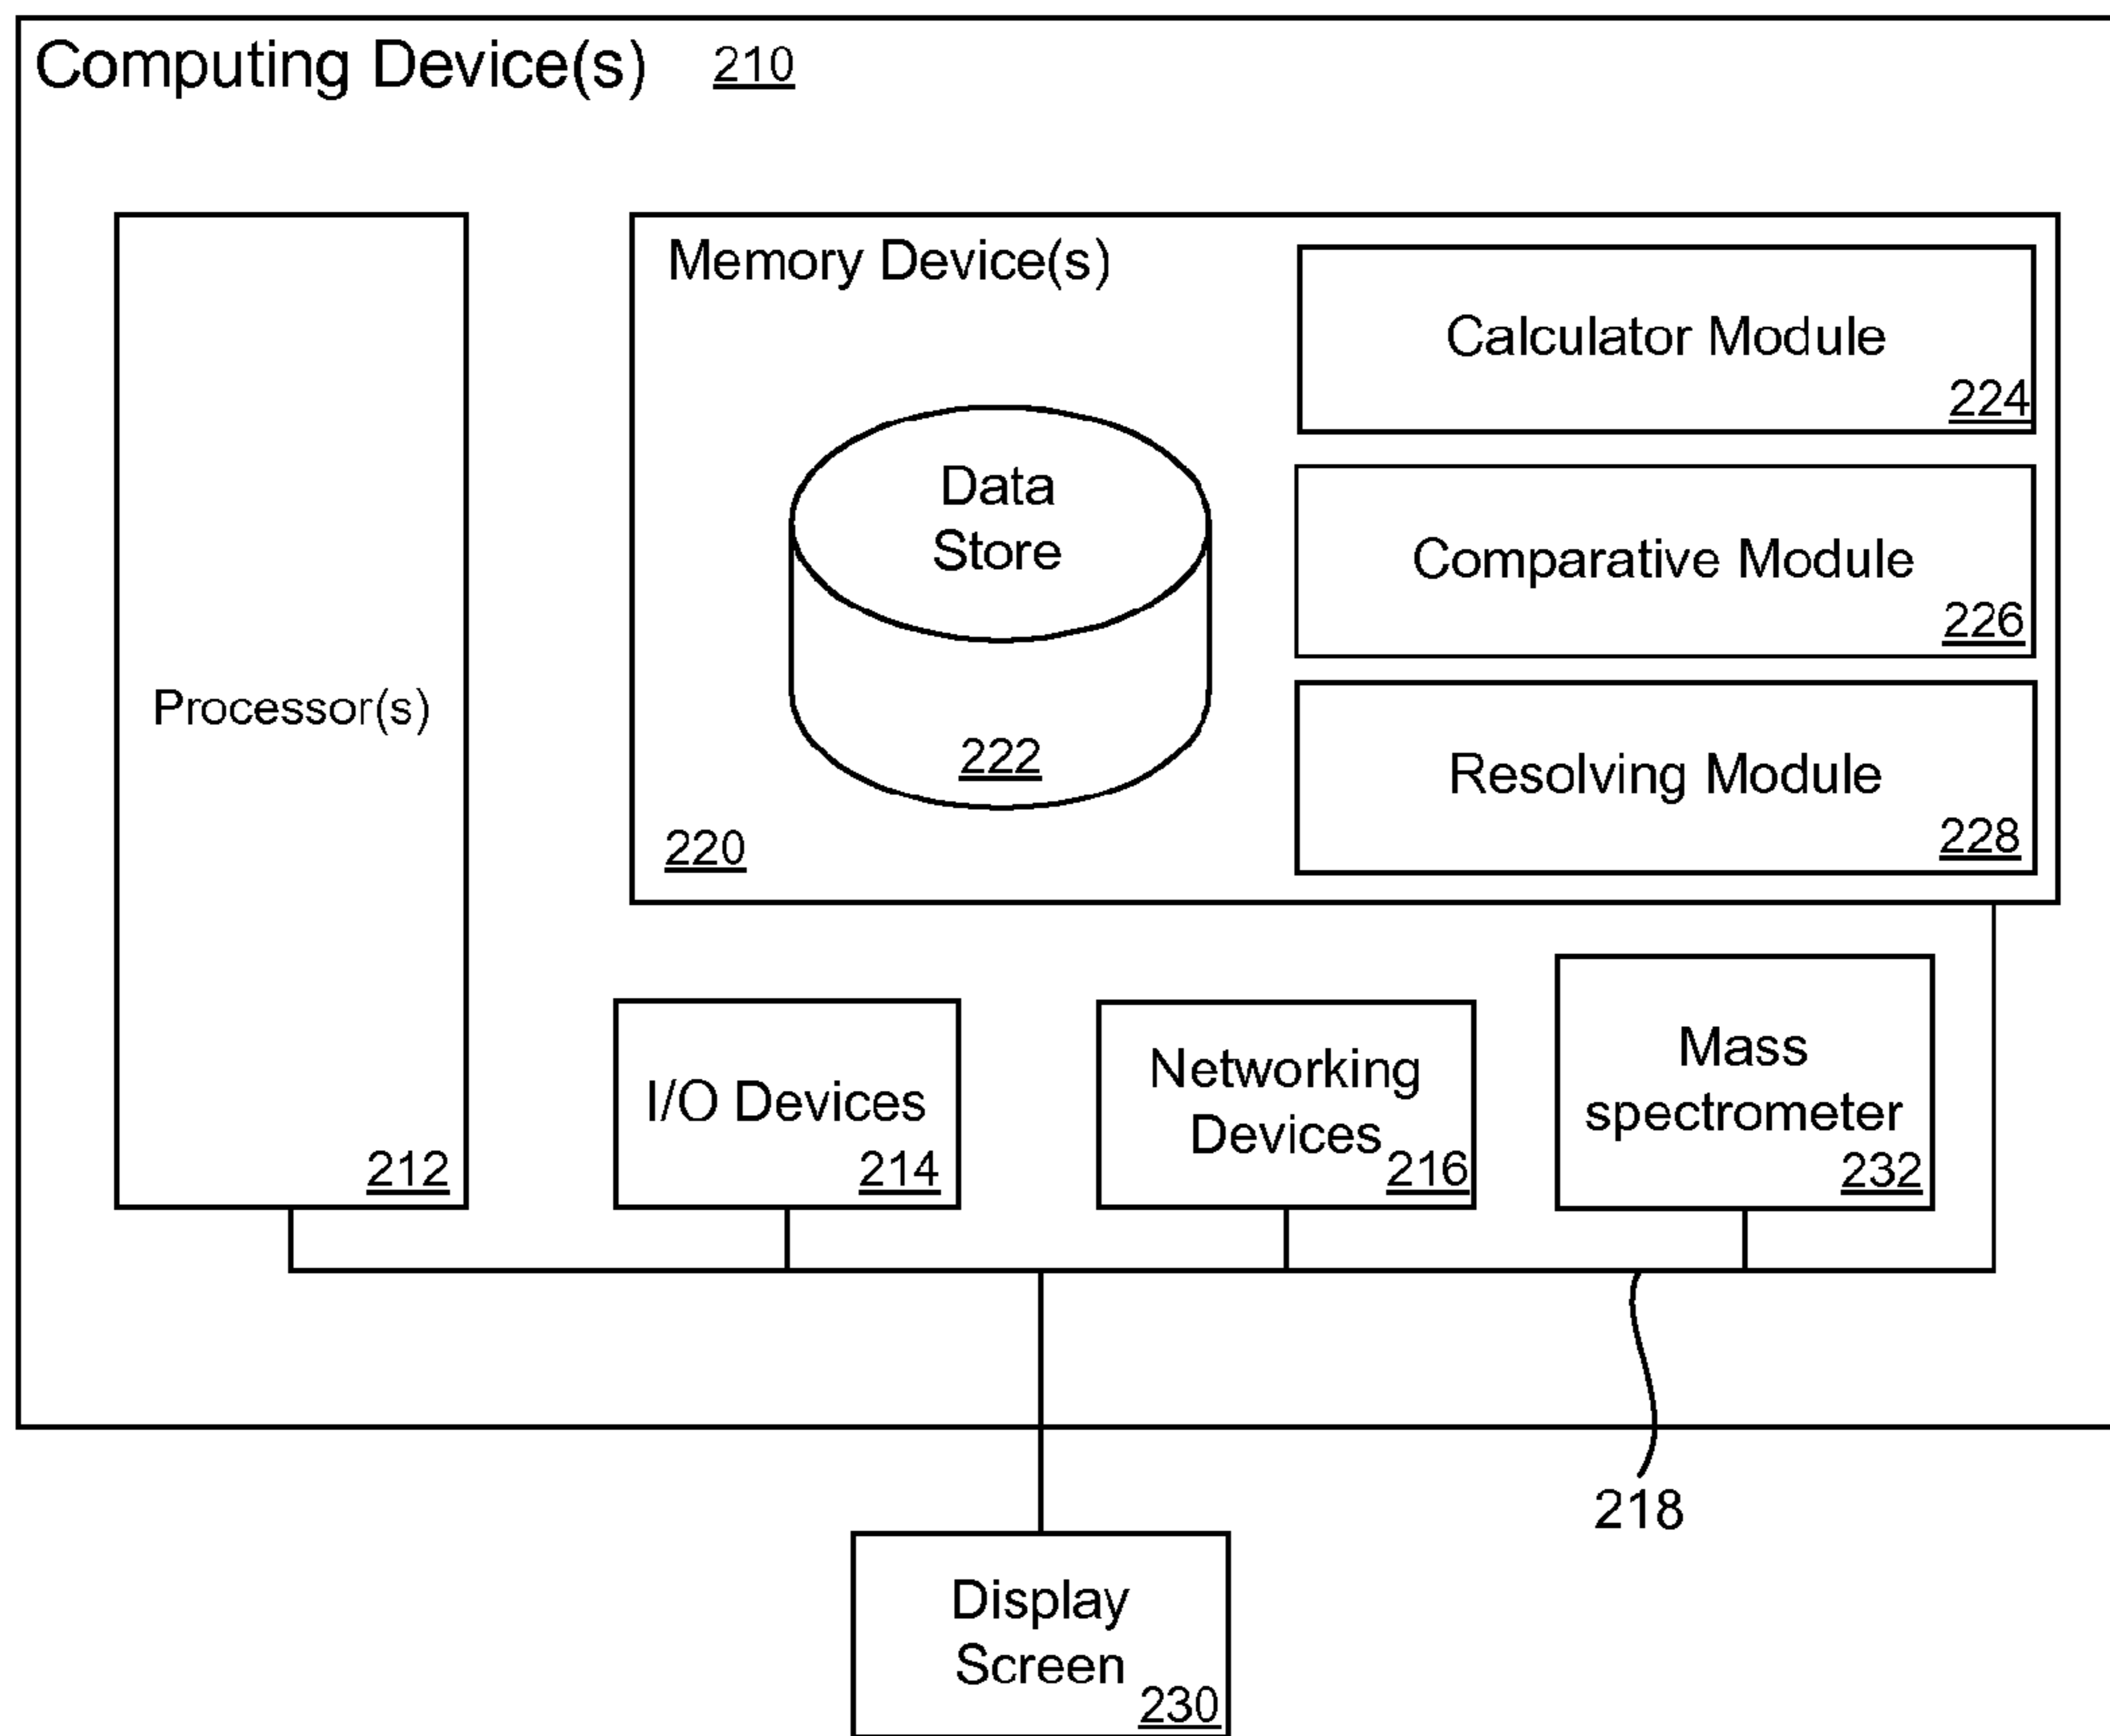 Computing Device(s) 210
Memory Device(s)
Calculator Module
224
Data
Store
222
Comparative Module
226
Resolving Module
228
220
Processor(s)
212
I/O Devices
214
Networking
Devices
216
Mass
spectrometer
232
218
Display
Screen
230